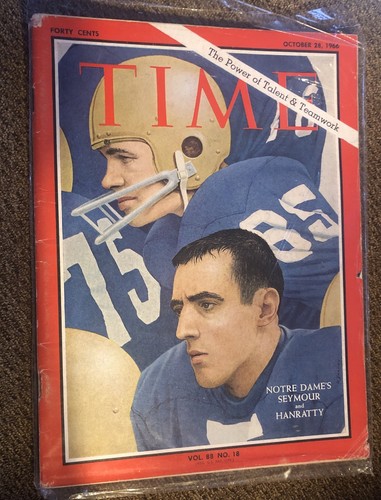 FORTY CENTS
OCTOBER 28, 1966
The Power of Talent & Teamwork
TIME
75
85
NOTRE DAME'S
SEYMOUR
and
HANRATTY
VOL. 88 NO. 18